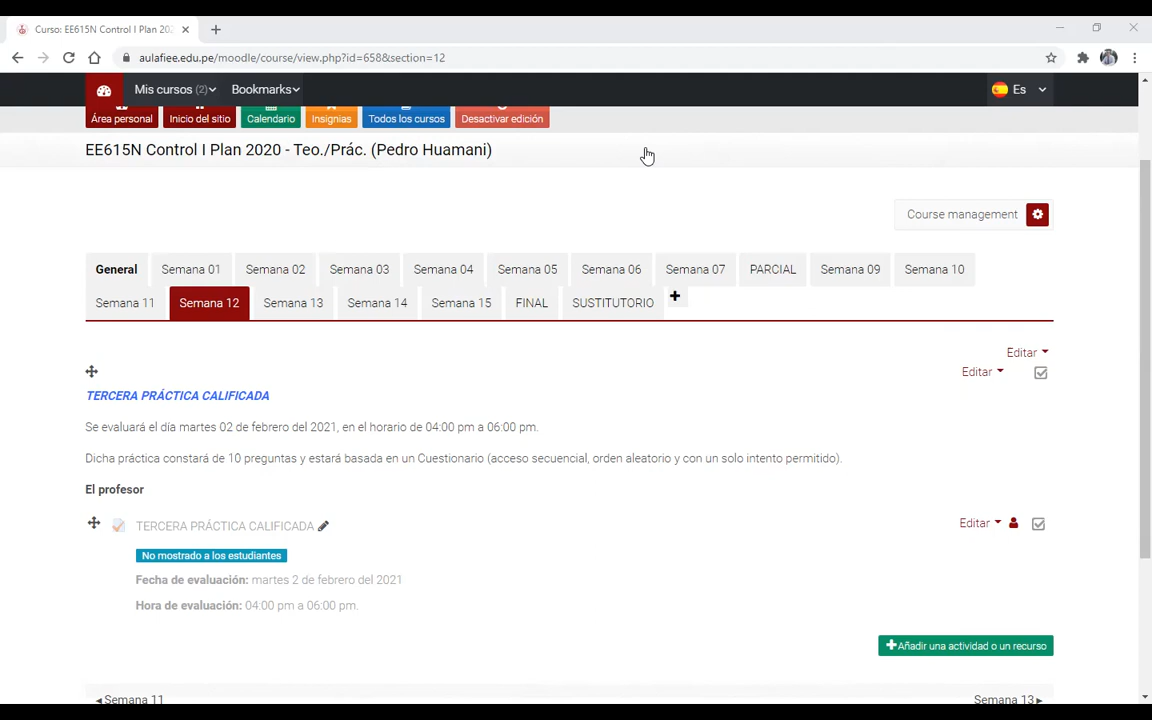 Curso: EE615N Control I Plan 202
aulafiee.edu.pe/moodle/course/view.php?id=658&section=12
Mis cursos (2) Bookmarks Es
Área personal Inicio del sitio Calendario Insignias Todos los cursos Desactivar edición
EE615N Control I Plan 2020 - Teo./Prác. (Pedro Huamani)
Course management
General Semana 01 Semana 02 Semana 03 Semana 04 Semana 05 Semana 06 Semana 07 PARCIAL Semana 09 Semana 10
Semana 11 Semana 12 Semana 13 Semana 14 Semana 15 FINAL SUSTITUTORIO
Editar
Editar
TERCERA PRÁCTICA CALIFICADA
Se evaluará el día martes 02 de febrero del 2021, en el horario de 04:00 pm a 06:00 pm.
Dicha práctica constará de 10 preguntas y estará basada en un Cuestionario (acceso secuencial, orden aleatorio y con un solo intento permitido).
El profesor
TERCERA PRÁCTICA CALIFICADA Editar
No mostrado a los estudiantes
Fecha de evaluación: martes 2 de febrero del 2021
Hora de evaluación: 04:00 pm a 06:00 pm.
Añadir una actividad o un recurso
Semana 11 Semana 13